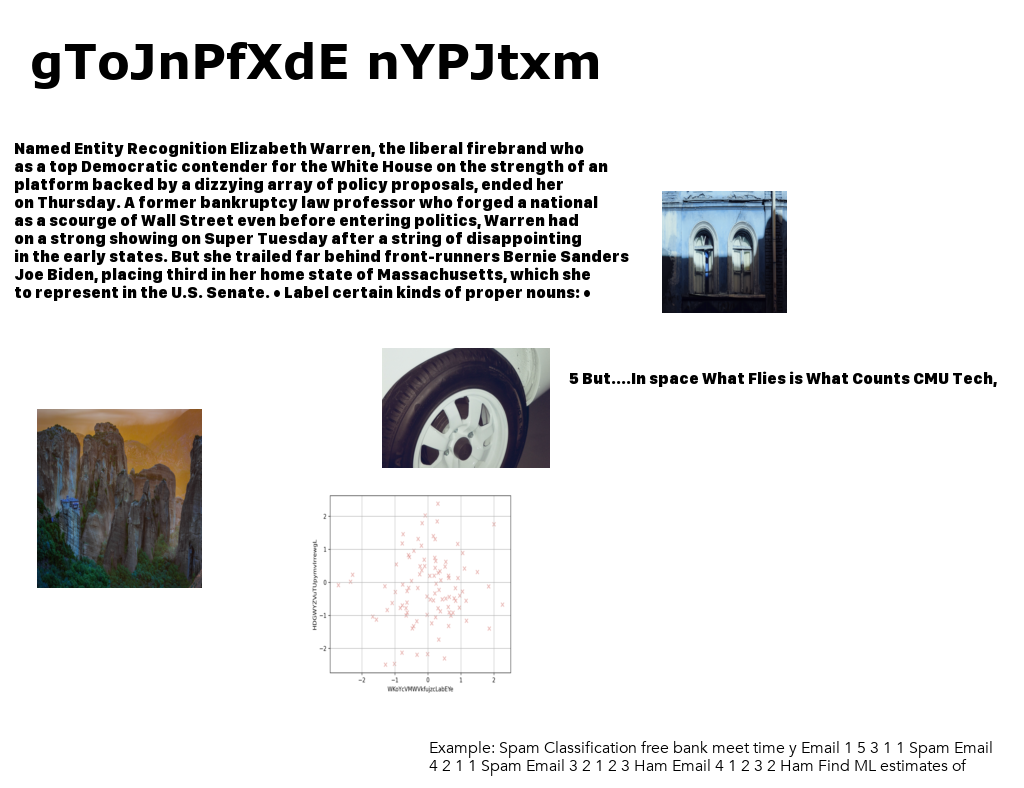 gToJnPfXdE nYPJtxm
Named Entity Recognition Elizabeth Warren, the liberal firebrand who
as a top Democratic contender for the White House on the strength of an
platform backed by a dizzying array of policy proposals, ended her
on Thursday. A former bankruptcy law professor who forged a national
as a scourge of Wall Street even before entering politics, Warren had
on a strong showing on Super Tuesday after a string of disappointing
in the early states. But she trailed far behind front-runners Bernie Sanders
Joe Biden, placing third in her home state of Massachusetts, which she
to represent in the U.S. Senate. • Label certain kinds of proper nouns: •
5 But....In space What Flies is What Counts CMU Tech,
2
1
0
−1
−2
−2 −1 0 1 2
Example: Spam Classification free bank meet time y Email 1 5 3 1 1 Spam Email
4 2 1 1 Spam Email 3 2 1 2 3 Ham Email 4 1 2 3 2 Ham Find ML estimates of